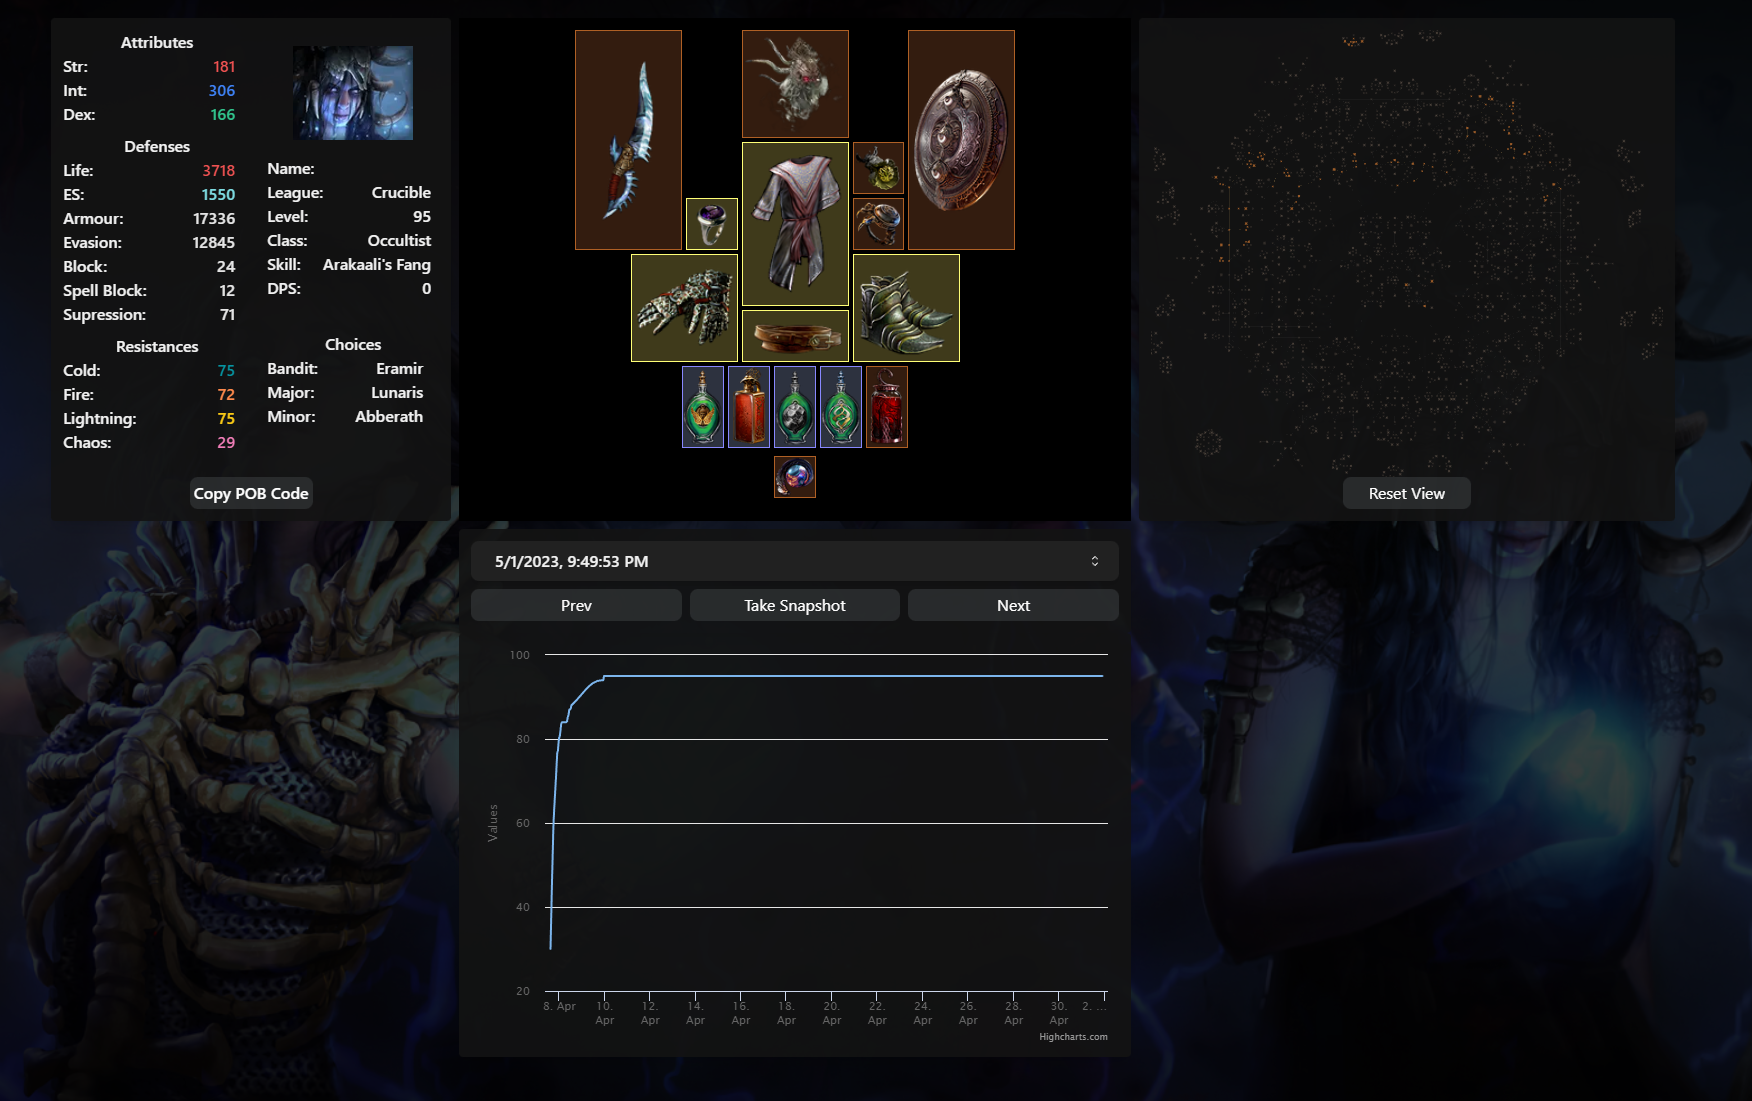 Attributes
Str: 181
Int: 306
Dex: 166
Defenses
Life: 3718
ES: 1550
Armour: 17336
Evasion: 12845
Block: 24
Spell Block: 12
Supression: 71
Resistances
Cold: 75
Fire: 72
Lightning: 75
Chaos: 29
Name:
League: Crucible
Level: 95
Class: Occultist
Skill: Arakaali's Fang
DPS: 0
Choices
Bandit: Eramir
Major: Lunaris
Minor: Abberath
Copy POB Code
Reset View
5/1/2023, 9:49:53 PM
Prev Take Snapshot Next
100
80
60
40
20
Values
8. Apr 10. Apr 12. Apr 14. Apr 16. Apr 18. Apr 20. Apr 22. Apr 24. Apr 26. Apr 28. Apr 30. Apr 2. ...
Highcharts.com